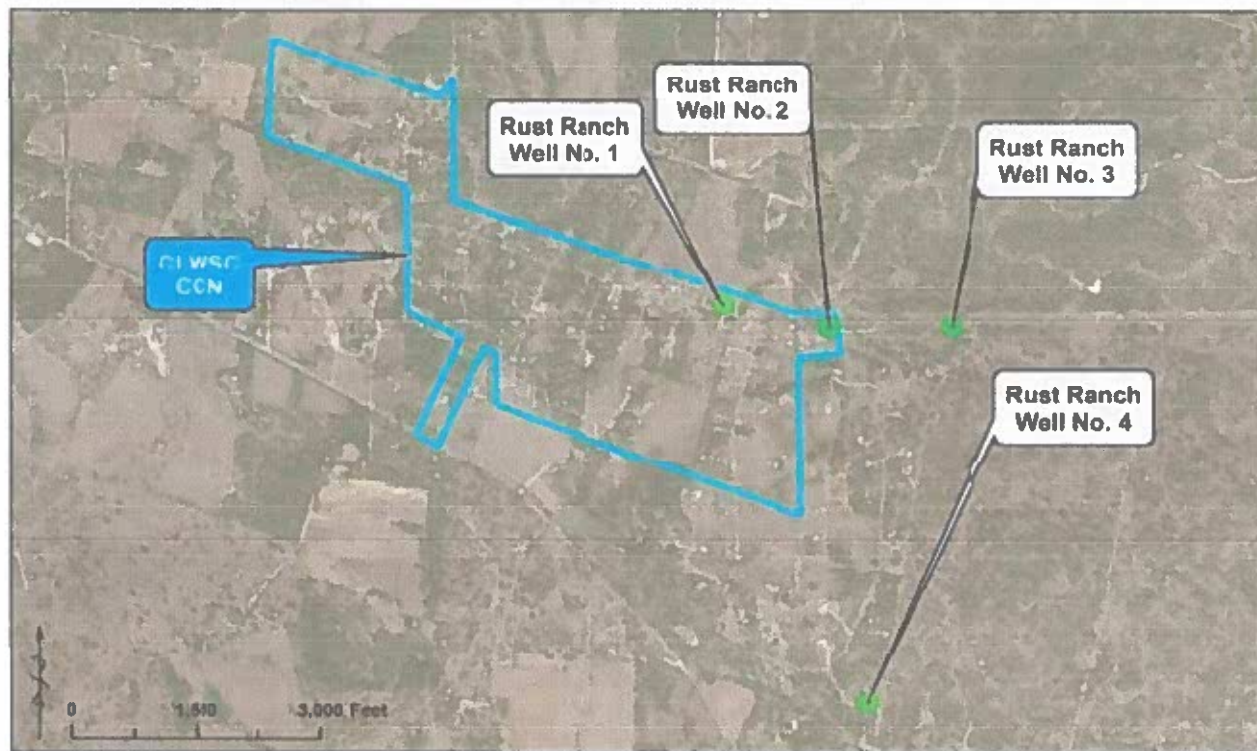 Rust Ranch
Well No. 2
Rust Ranch
Well No. 1
Rust Ranch
Well No. 3
CCN
Rust Ranch
Well No. 4
0 3,000 Feet